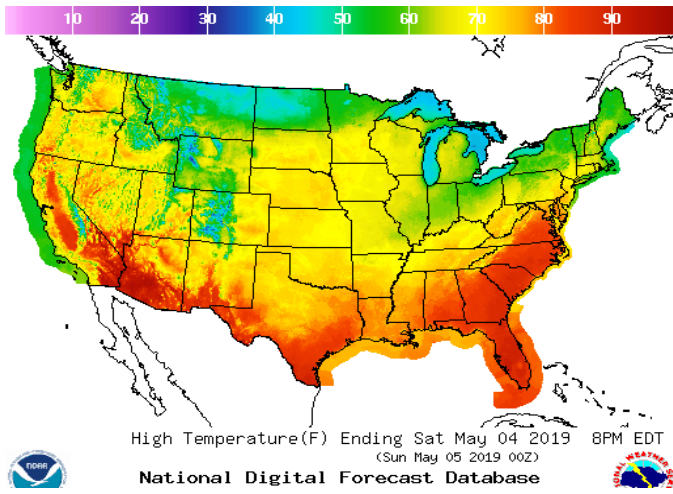 10 20 30 40 50 60 70 80 90
High Temperature(F) Ending Sat May 04 2019 8PM EDT
(Sun May 05 2019 00Z)
National Digital Forecast Database
noaa